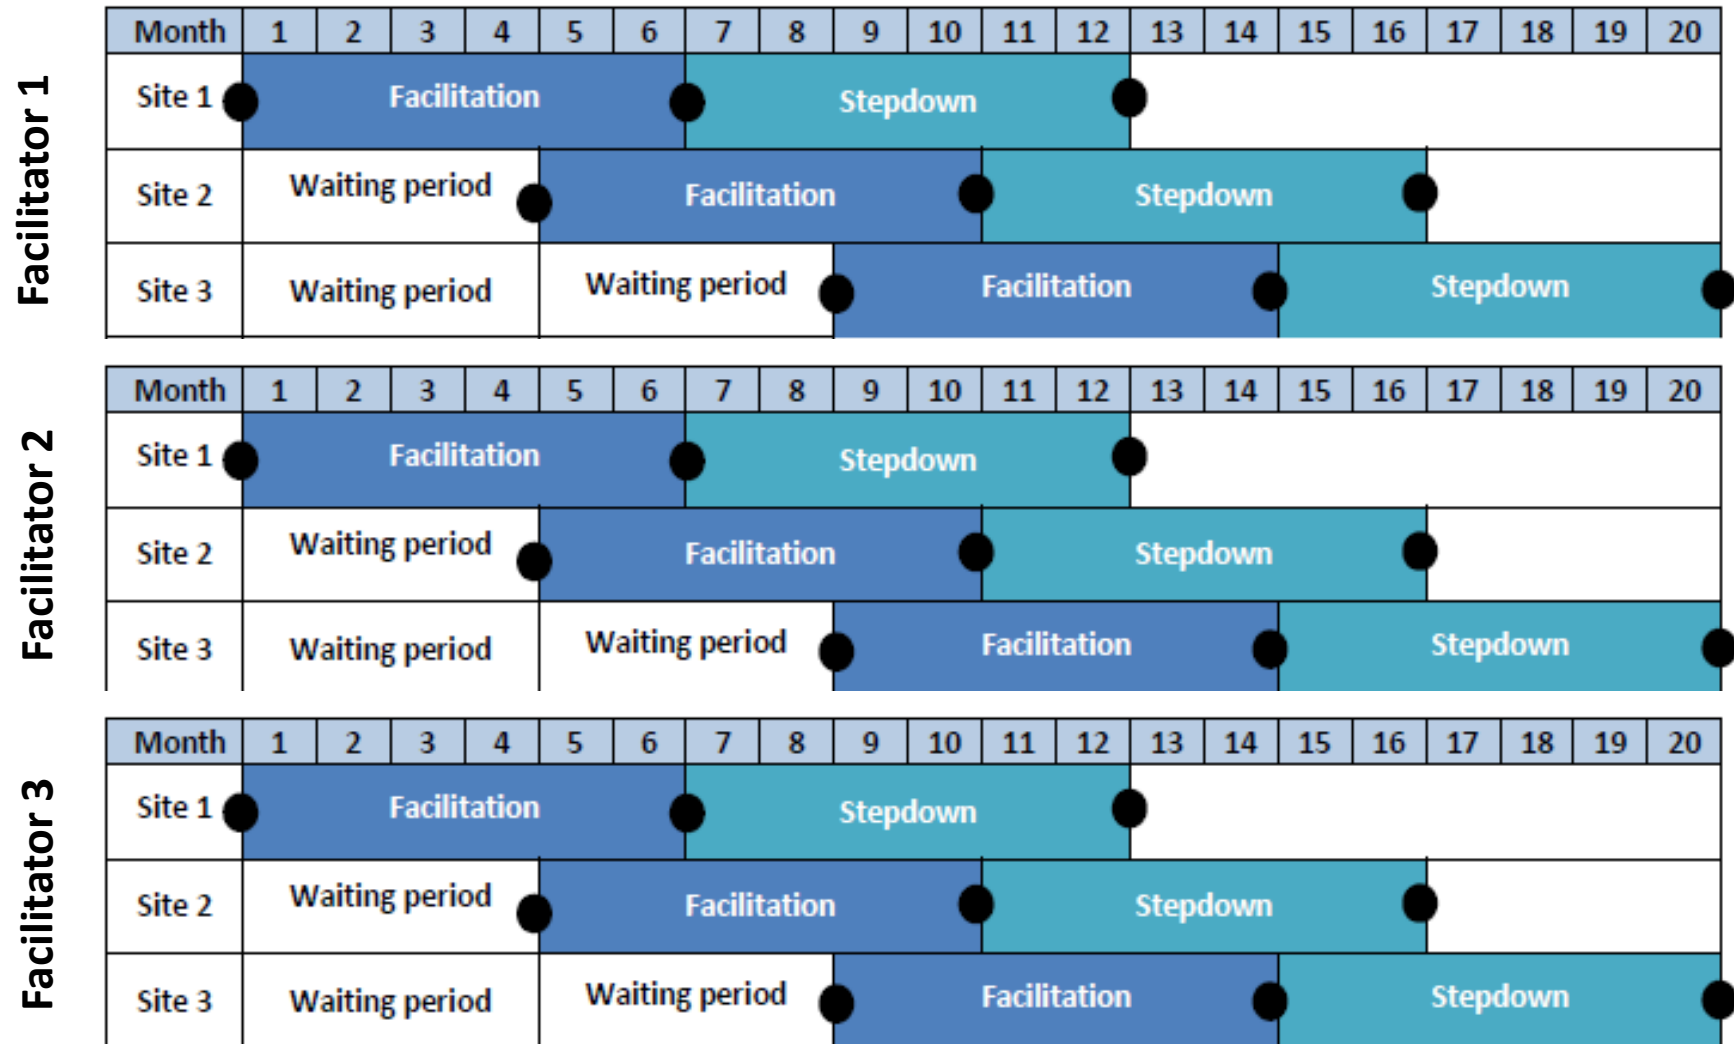 Facilitator 1
Month 1 2 3 4 5 6 7 8 9 10 11 12 13 14 15 16 17 18 19 20
Site 1 Facilitation Stepdown
Site 2 Waiting period Facilitation Stepdown
Site 3 Waiting period Waiting period Facilitation Stepdown
Facilitator 2
Month 1 2 3 4 5 6 7 8 9 10 11 12 13 14 15 16 17 18 19 20
Site 1 Facilitation Stepdown
Site 2 Waiting period Facilitation Stepdown
Site 3 Waiting period Waiting period Facilitation Stepdown
Facilitator 3
Month 1 2 3 4 5 6 7 8 9 10 11 12 13 14 15 16 17 18 19 20
Site 1 Facilitation Stepdown
Site 2 Waiting period Facilitation Stepdown
Site 3 Waiting period Waiting period Facilitation Stepdown